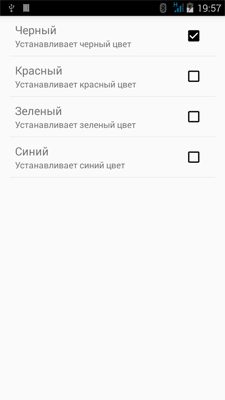 19:57
Черный
Устанавливает черный цвет
Красный
Устанавливает красный цвет
Зеленый
Устанавливает зеленый цвет
Синий
Устанавливает синий цвет